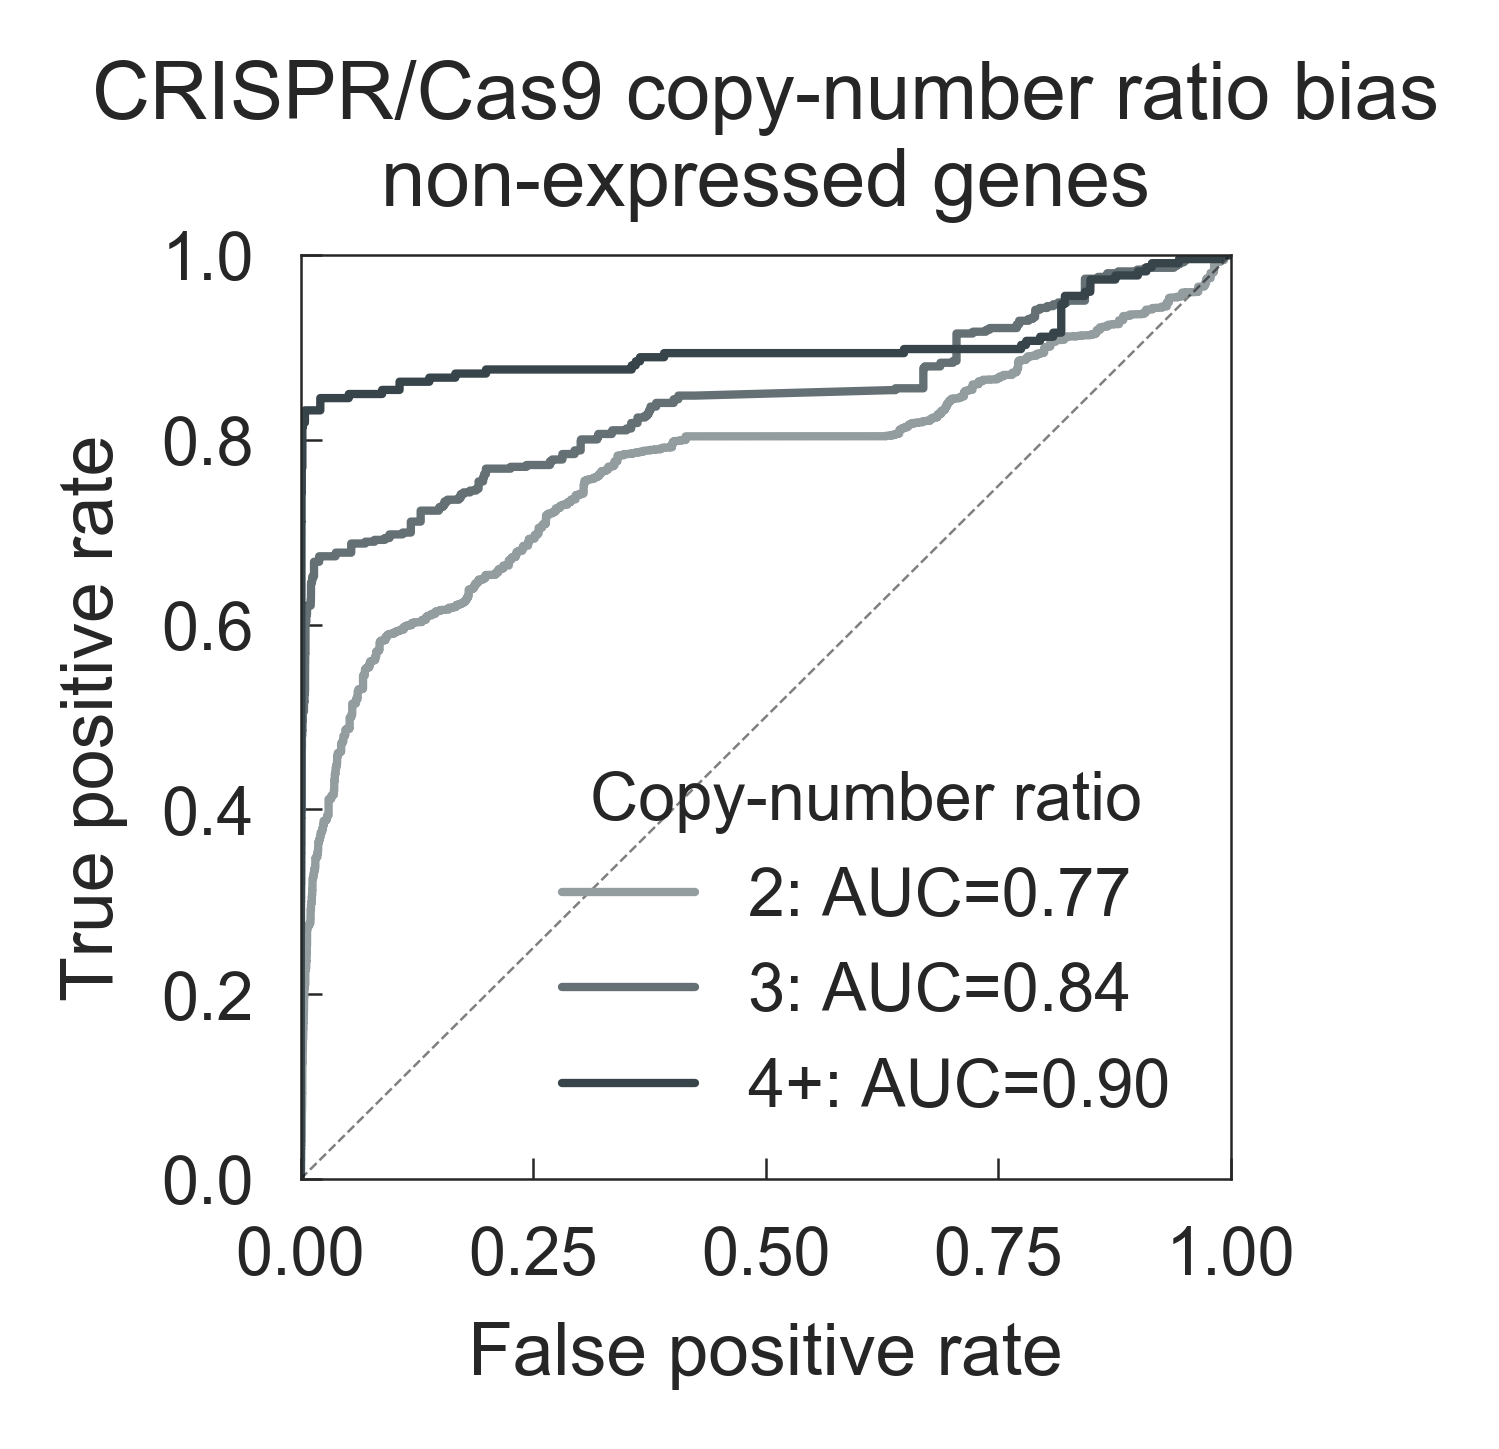 CRISPR/Cas9 copy-number ratio bias
non-expressed genes
1.0
0.8
0.6
0.4
0.2
0.0
True positive rate
Copy-number ratio
2: AUC=0.77
3: AUC=0.84
4+: AUC=0.90
0.00 0.25 0.50 0.75 1.00
False positive rate